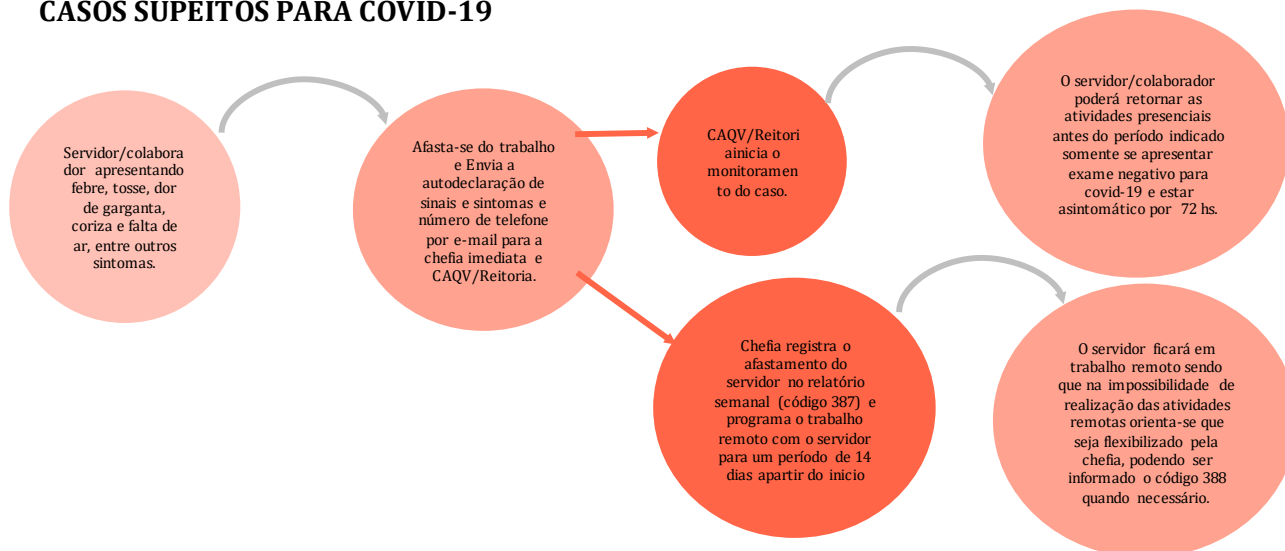 CASOS SUPEITOS PARA COVID-19
Servidor/colabora
dor apresentando
febre, tosse, dor
de garganta,
coriza e falta de
ar, entre outros
sintomas.
Afasta-se do trabalho
e Envia a
autodeclaração de
sinais e sintomas e
número de telefone
por e-mail para a
chefia imediata e
CAQV/Reitoria.
CAQV/Reitori
ainicia o
monitoramen
to do caso.
O servidor/colaborador
poderá retornar as
atividades presenciais
antes do período indicado
somente se apresentar
exame negativo para
covid-19 e estar
asintomático por 72 hs.
Chefia registra o
afastamento do
servidor no relatório
semanal (código 387) e
programa o trabalho
remoto com o servidor
para um período de 14
dias apartir do inicio
O servidor ficará em
trabalho remoto sendo
que na impossibilidade de
realização das atividades
remotas orienta-se que
seja flexibilizado pela
chefia, podendo ser
informado o código 388
quando necessário.